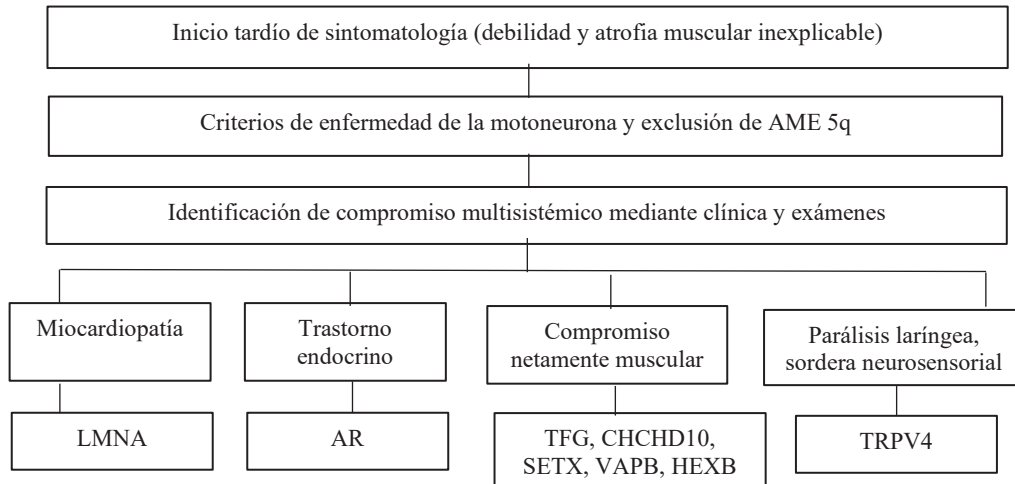 Inicio tardío de sintomatología (debilidad y atrofia muscular inexplicable)
Criterios de enfermedad de la motoneurona y exclusión de AME 5q
Identificación de compromiso multisistémico mediante clínica y exámenes
Miocardiopatía
Trastorno
endocrino
Compromiso
netamente muscular
Parálisis laríngea,
sordera neurosensorial
LMNA
AR
TFG, CHCHD10,
SETX, VAPB, HEXB
TRPV4